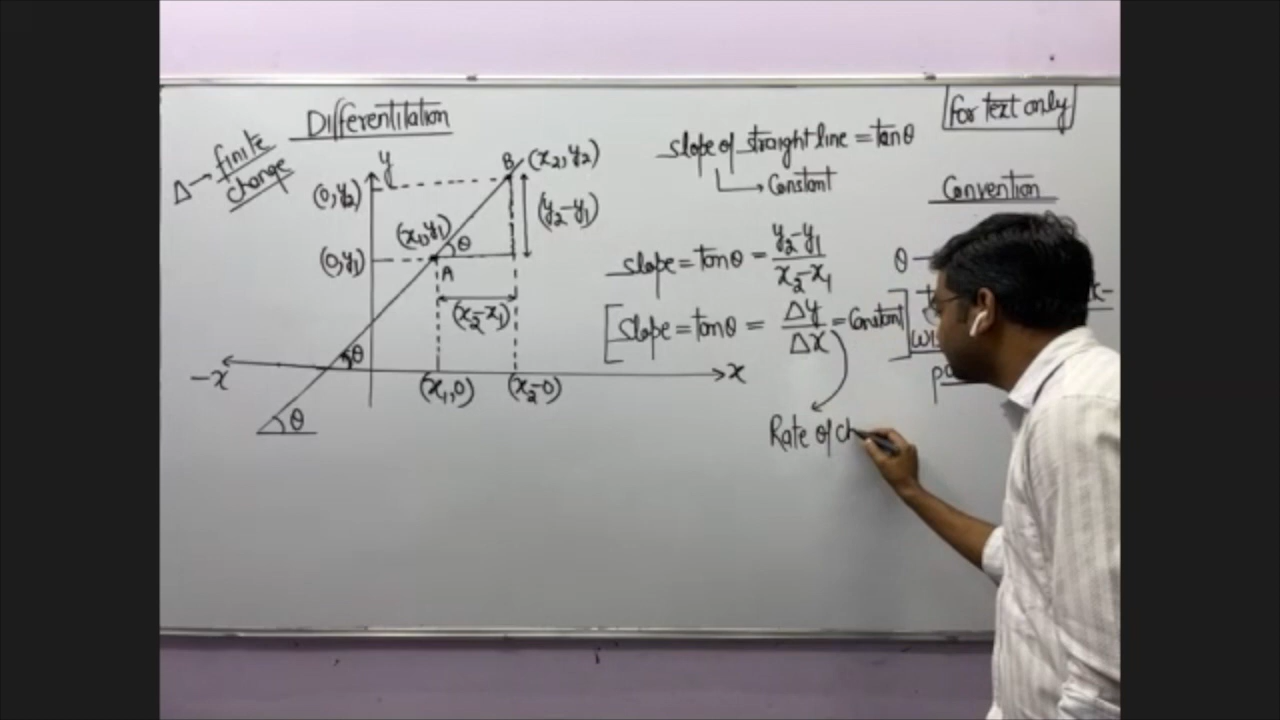 Differentitation
For Text only
Δ → finite
change
y
B (x₂, y₂)
(0, y₂)
(y₂-y₁)
(x₁, y₁)
θ
(0, y₁)
A
(x₂-x₁)
θ
-x
x
(x₁, 0)
(x₂-0)
θ
slope of straight line = tanθ
Constant
slope = tanθ = y₂-y₁ / x₂-x₁
[slope = tanθ = Δy / Δx = Constant]
Rate of ch
Convention
θ